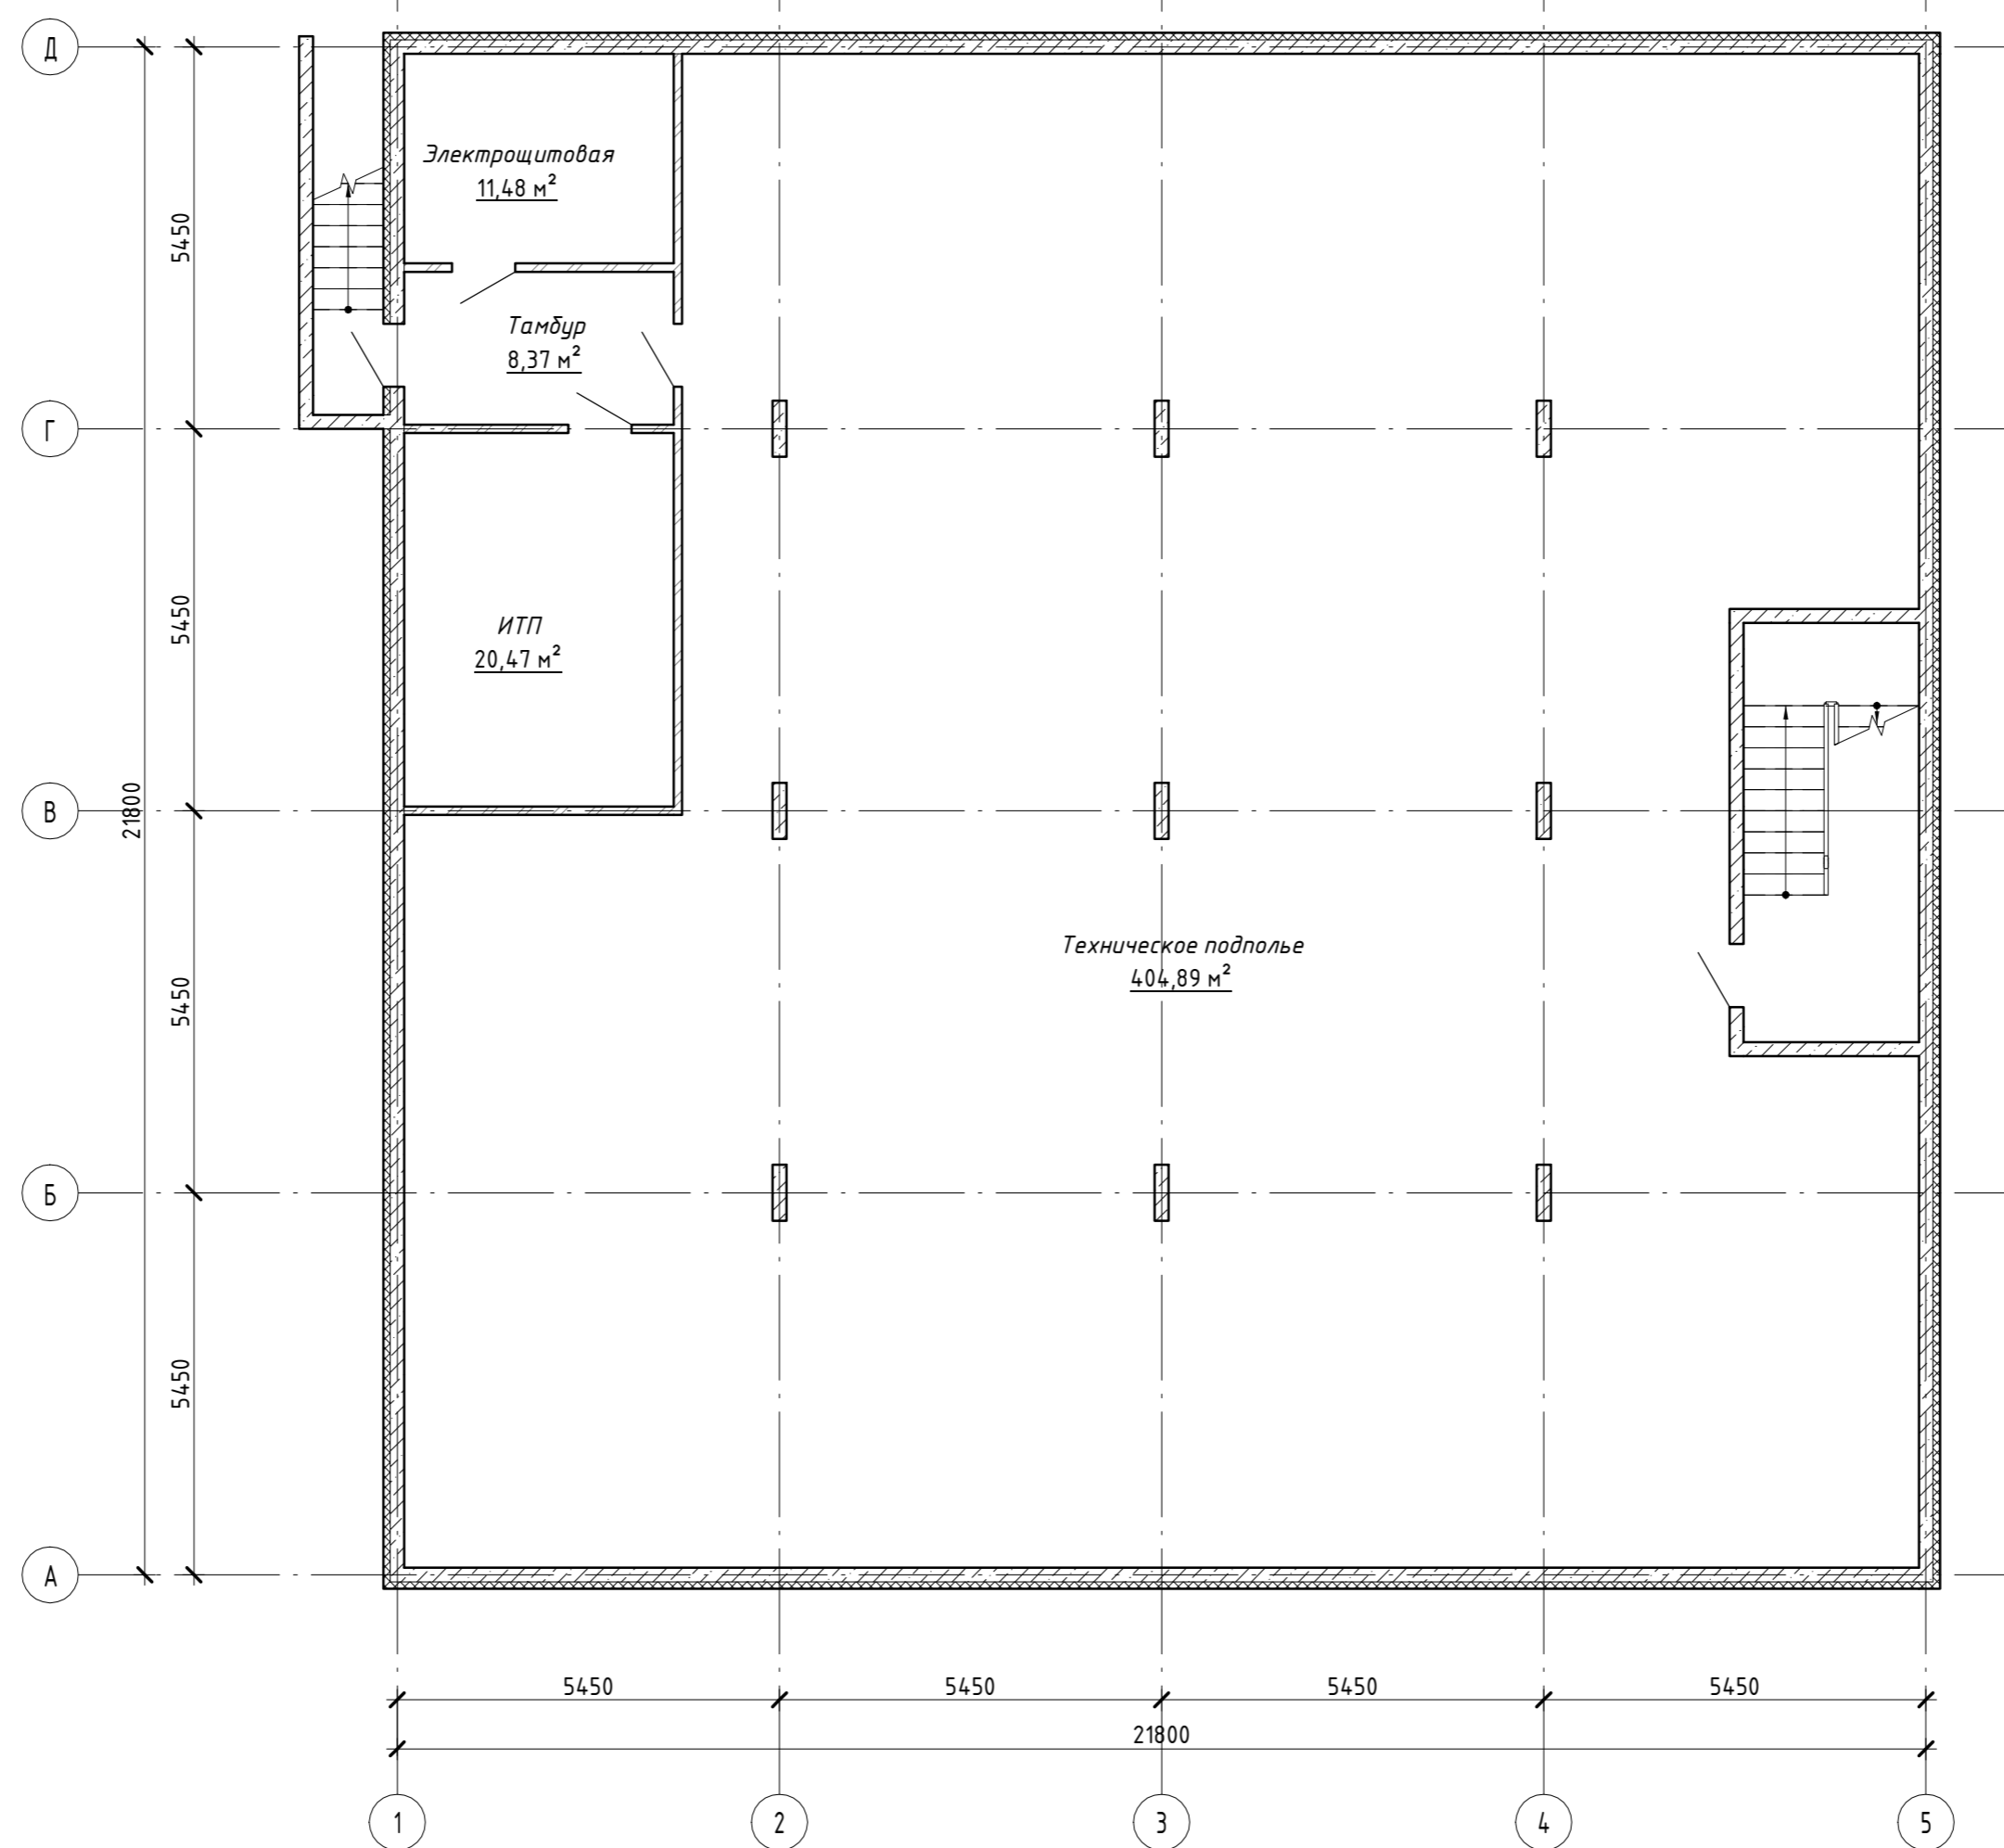 Д
Электрощитовая
11,48 м²
5450
Тамбур
8,37 м²
Г
5450
ИТП
20,47 м²
В
21800
Техническое подполье
404,89 м²
5450
Б
5450
А
5450
5450
5450
5450
21800
1
2
3
4
5